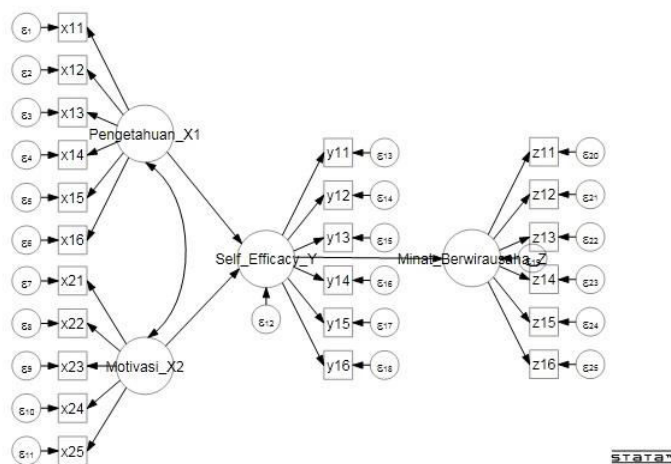 ε1 x11
ε2 x12
ε3 x13
Pengetahuan_X1
ε4 x14
ε5 x15
ε6 x16
ε7 x21
ε8 x22
ε9 x23
Motivasi_X2
ε10 x24
ε11 x25
Self_Efficacy_Y
ε12
y11 ε13
y12 ε14
y13 ε15
y14 ε16
y15 ε17
y16 ε18
Minat_Berwirausaha_Z
ε19
z11 ε20
z12 ε21
z13 ε22
z14 ε23
z15 ε24
z16 ε25